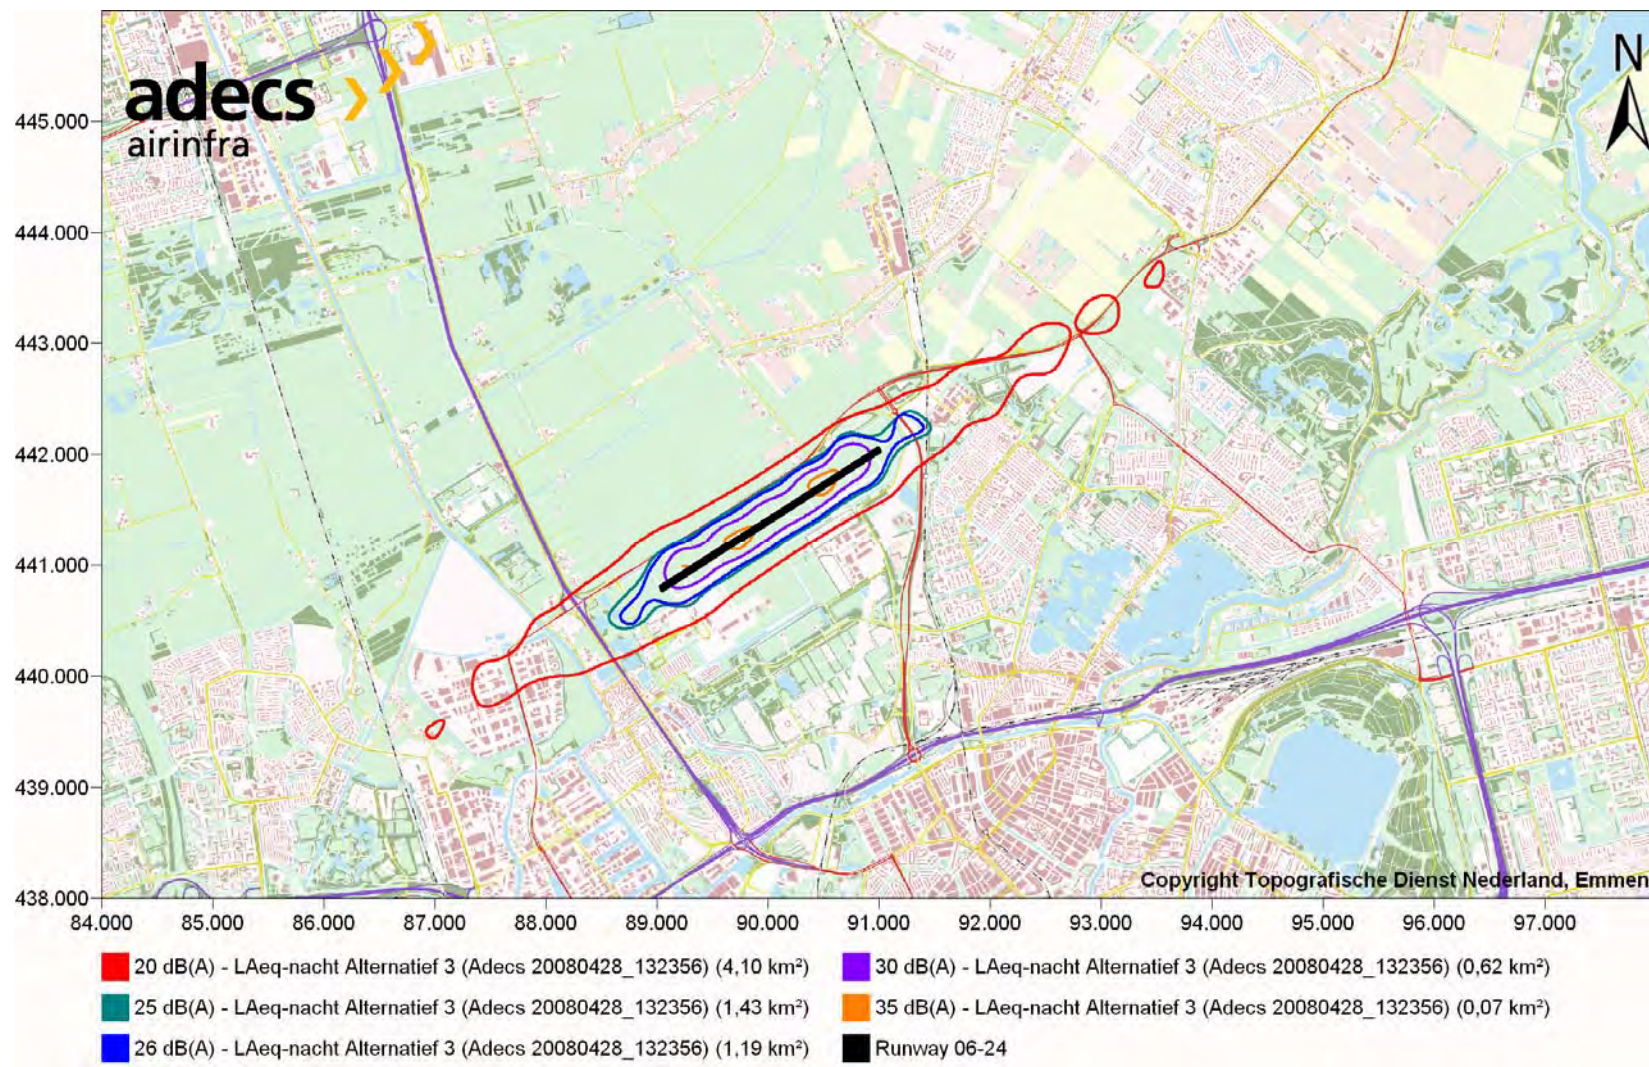 adecs
airinfra
N
445.000
444.000
443.000
442.000
441.000
440.000
439.000
438.000
Copyright Topografische Dienst Nederland, Emmen
84.000 85.000 86.000 87.000 88.000 89.000 90.000 91.000 92.000 93.000 94.000 95.000 96.000 97.000
20 dB(A) - LAeq-nacht Alternatief 3 (Adecs 20080428_132356) (4,10 km²)
30 dB(A) - LAeq-nacht Alternatief 3 (Adecs 20080428_132356) (0,62 km²)
25 dB(A) - LAeq-nacht Alternatief 3 (Adecs 20080428_132356) (1,43 km²)
35 dB(A) - LAeq-nacht Alternatief 3 (Adecs 20080428_132356) (0,07 km²)
26 dB(A) - LAeq-nacht Alternatief 3 (Adecs 20080428_132356) (1,19 km²)
Runway 06-24